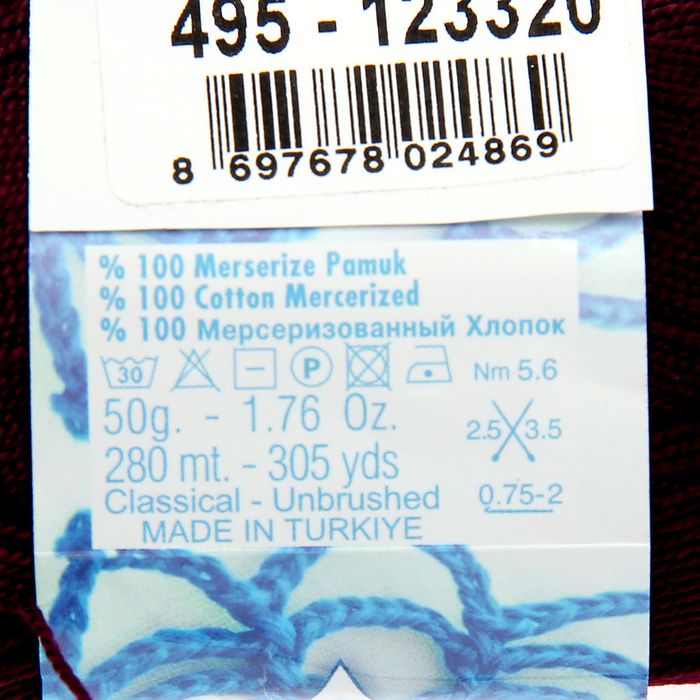 495 - 123320
8 697678 024869
% 100 Merserize Pamuk
% 100 Cotton Mercerized
% 100 Мерсеризованный Хлопок
30 P Nm 5.6
50g. - 1.76 Oz.
2.5 3.5
280 mt. - 305 yds
Classical - Unbrushed
0.75-2
MADE IN TURKIYE